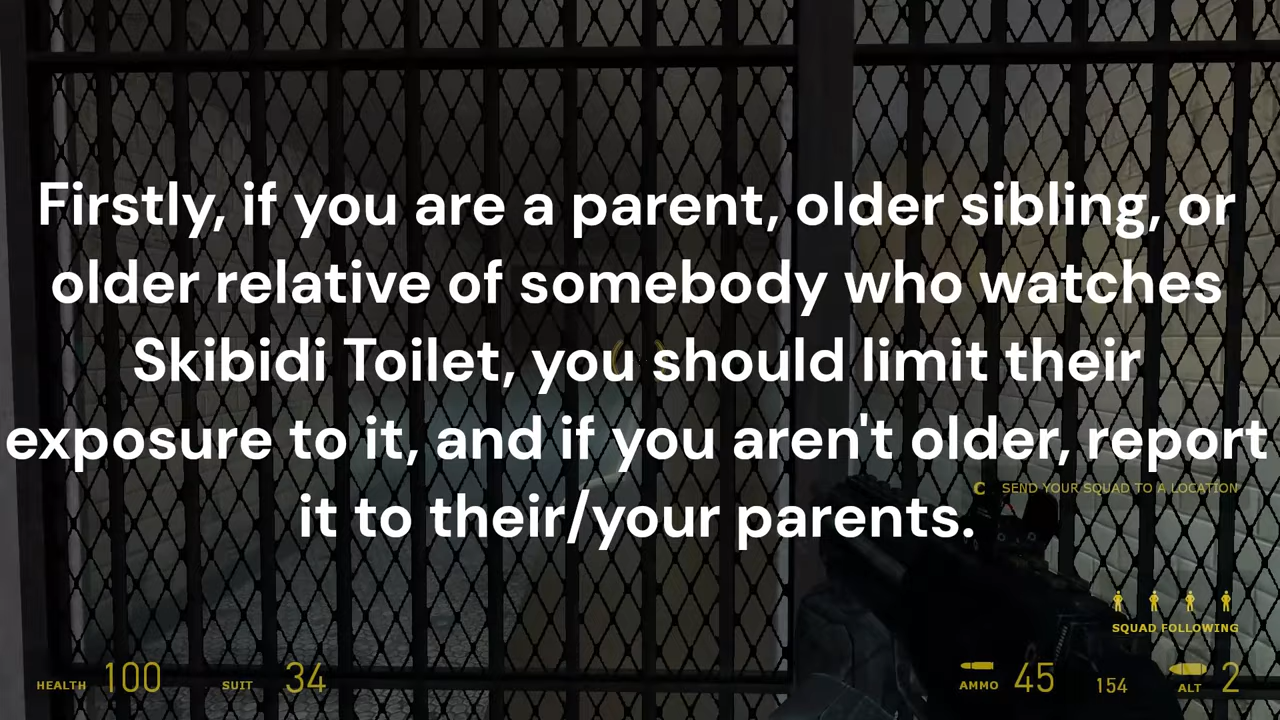 Firstly, if you are a parent, older sibling, or
older relative of somebody who watches
Skibidi Toilet, you should limit their
exposure to it, and if you aren't older, report
it to their/your parents.
C SEND YOUR SQUAD TO A LOCATION
SQUAD FOLLOWING
HEALTH 100 SUIT 34 AMMO 45 154 ALT 2